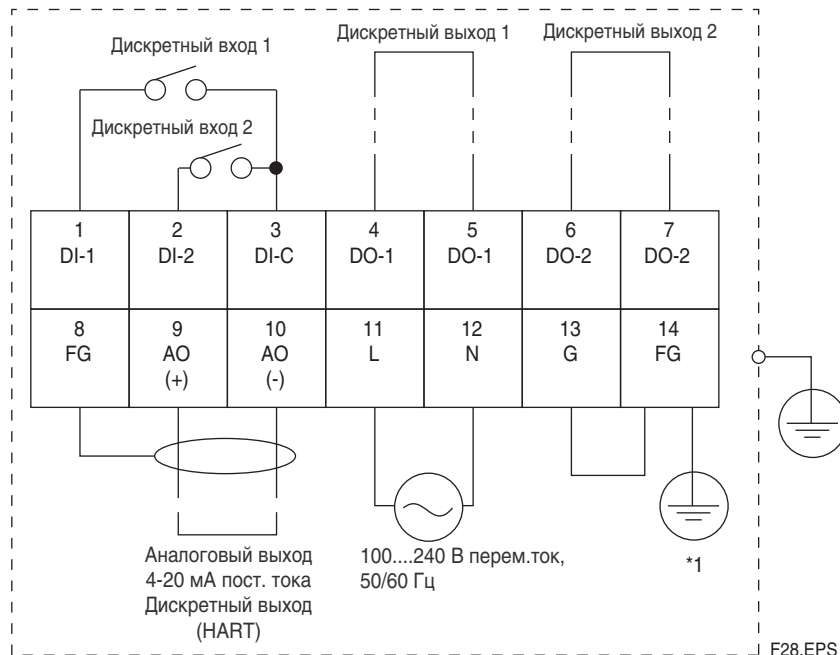 Дискретный вход 1
Дискретный выход 1
Дискретный выход 2
Дискретный вход 2
1
DI-1
2
DI-2
3
DI-C
4
DO-1
5
DO-1
6
DO-2
7
DO-2
8
FG
9
AO
(+)
10
AO
(-)
11
L
12
N
13
G
14
FG
Аналоговый выход
4-20 мА пост. тока
Дискретный выход
(HART)
100....240 В перем.ток,
50/60 Гц
*1
F28.EPS